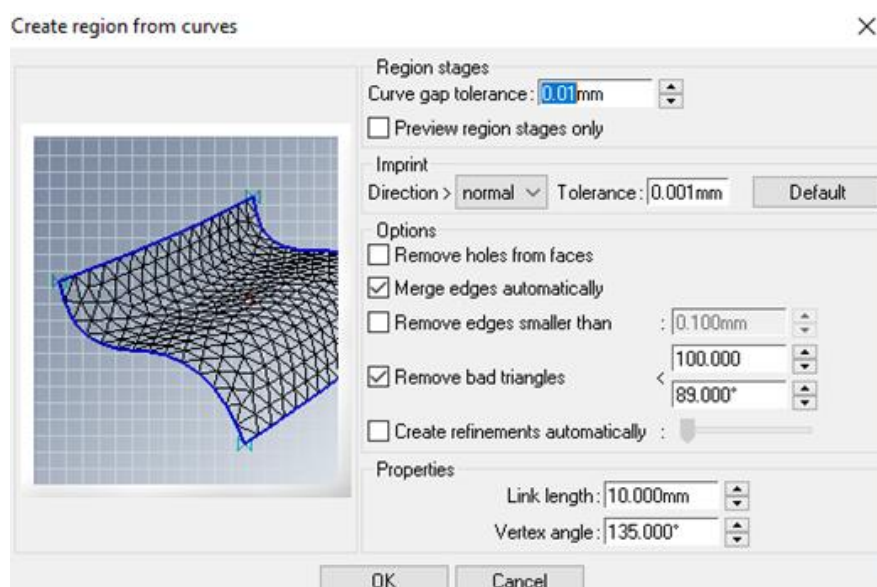 Create region from curves
Region stages
Curve gap tolerance: 0.01mm
Preview region stages only
Imprint
Direction > normal Tolerance: 0.001mm Default
Options
Remove holes from faces
Merge edges automatically
Remove edges smaller than : 0.100mm
100.000
Remove bad triangles <
89.000°
Create refinements automatically :
Properties
Link length: 10.000mm
Vertex angle: 135.000°
OK Cancel